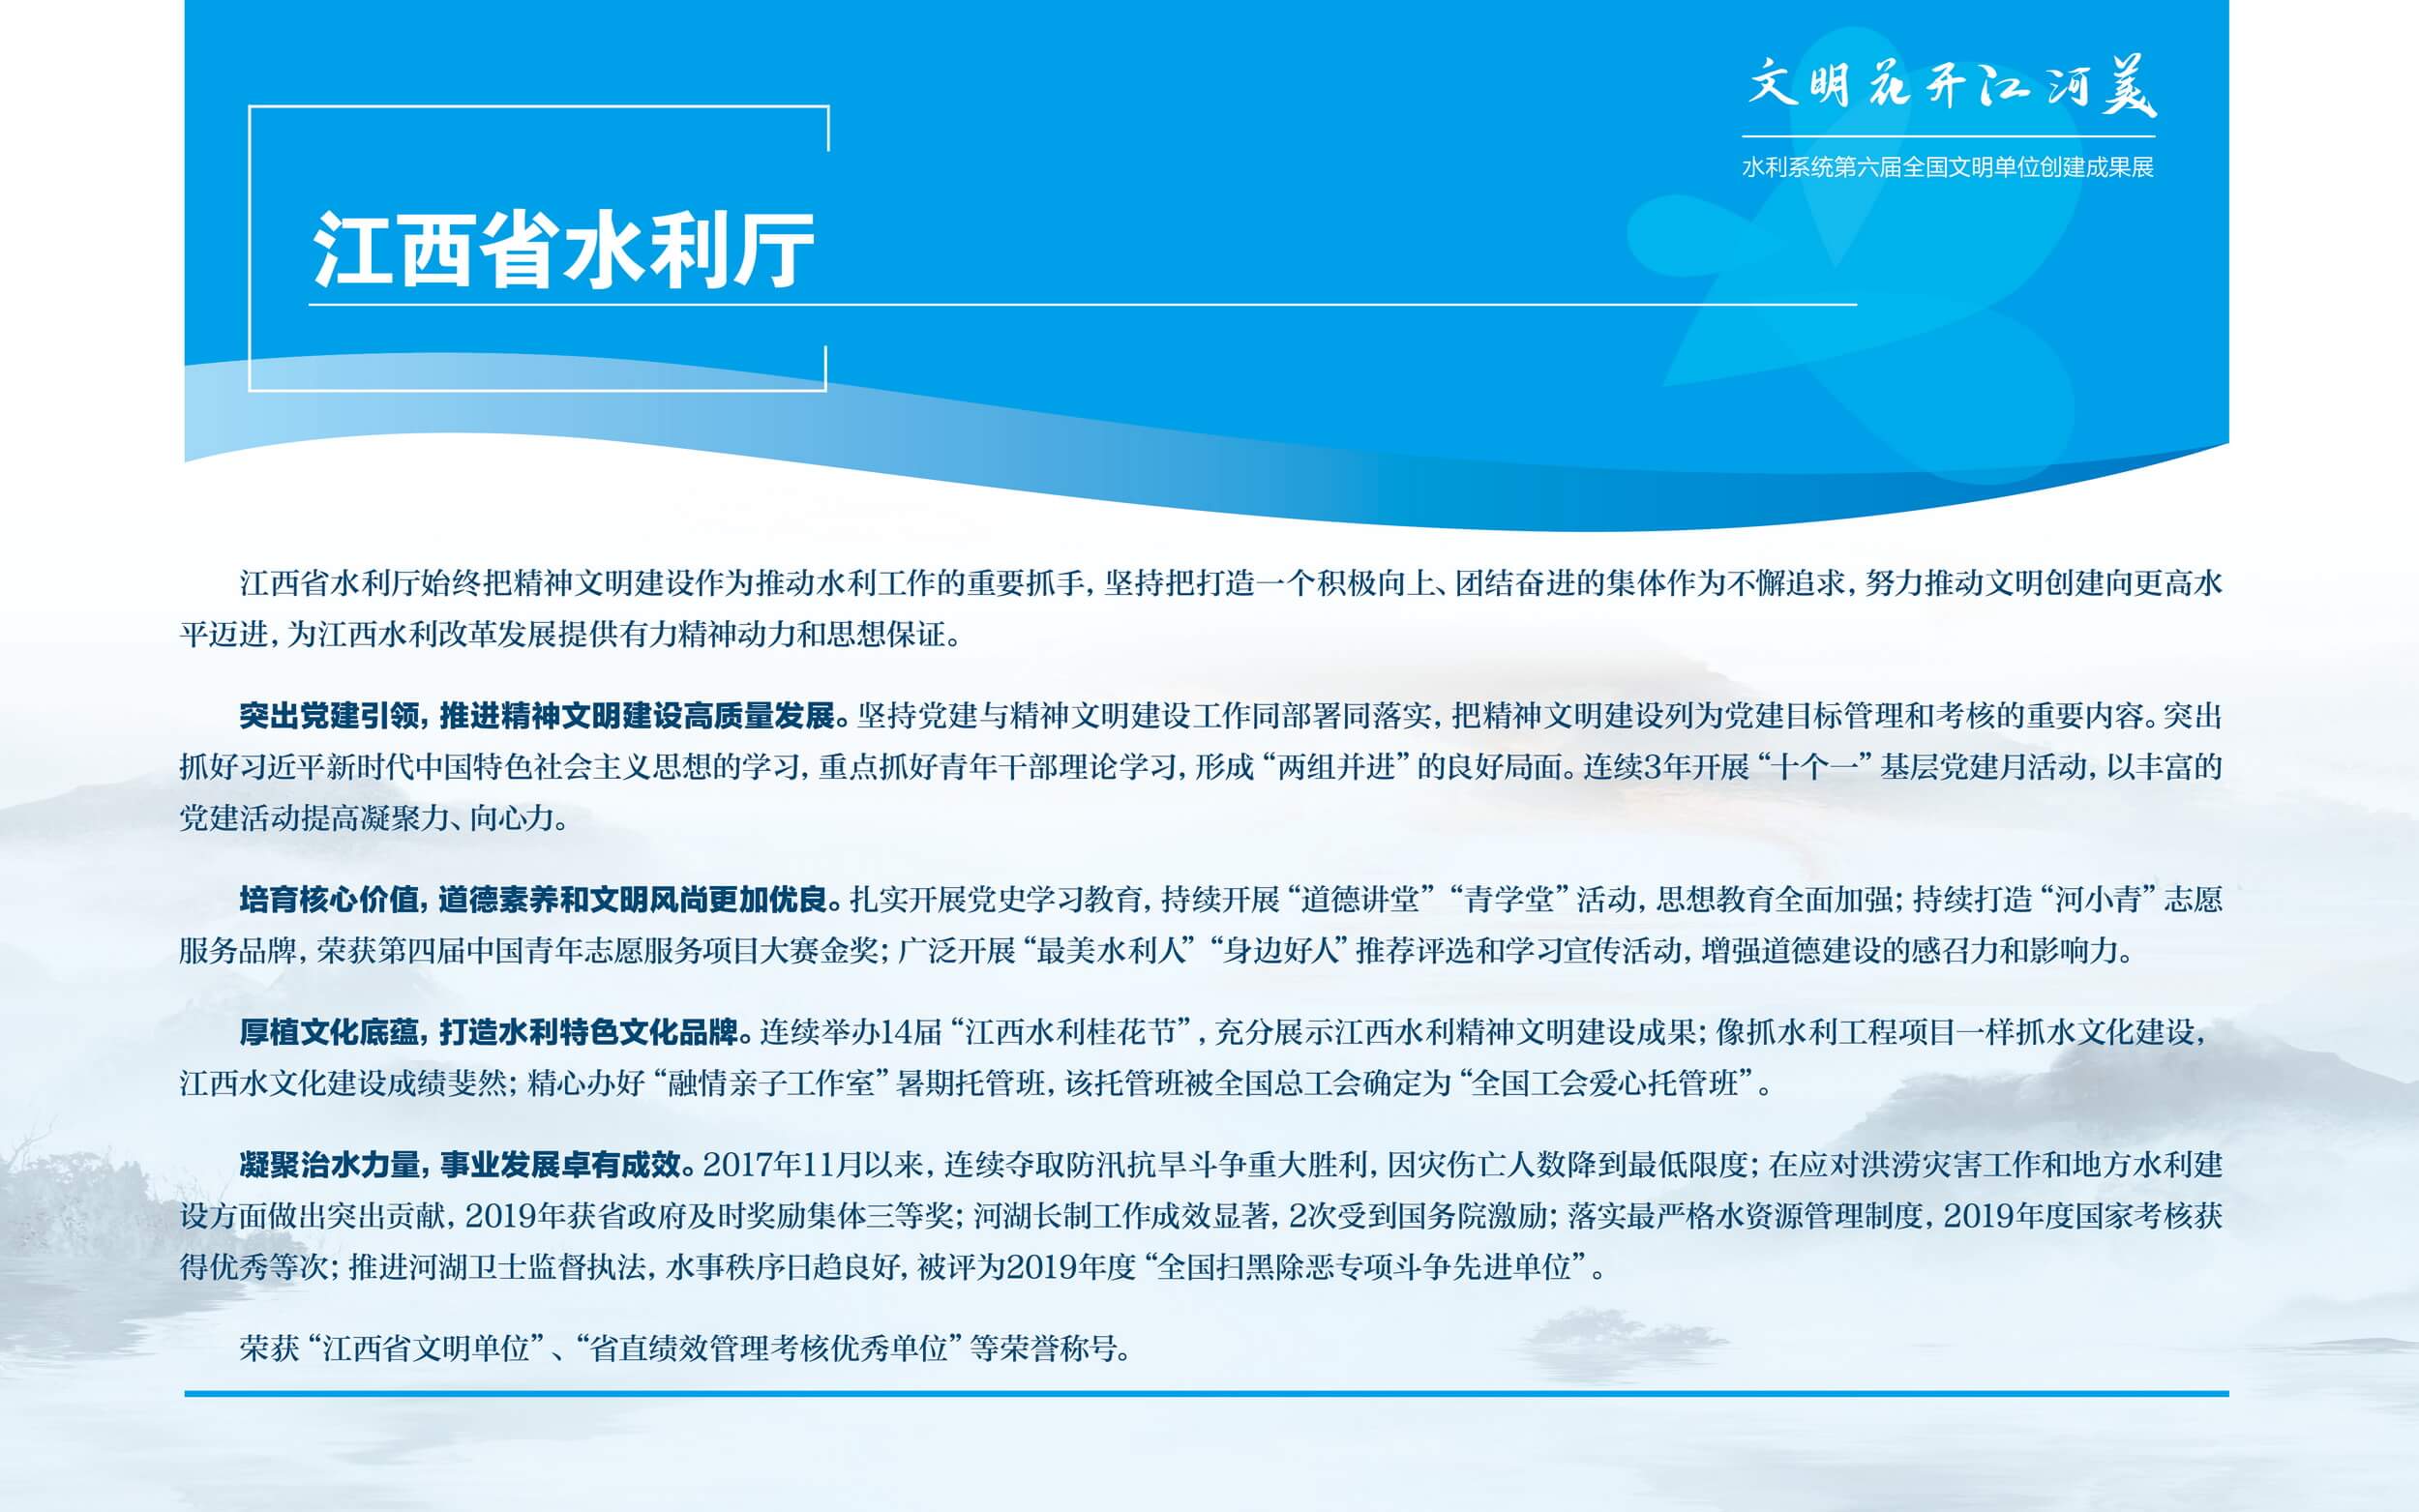 文明花开江河美
水利系统第六届全国文明单位创建成果展
江西省水利厅
江西省水利厅始终把精神文明建设作为推动水利工作的重要抓手，坚持把打造一个积极向上、团结奋进的集体作为不懈追求，努力推动文明创建向更高水
平迈进，为江西水利改革发展提供有力精神动力和思想保证。
突出党建引领，推进精神文明建设高质量发展。坚持党建与精神文明建设工作同部署同落实，把精神文明建设列为党建目标管理和考核的重要内容。突出
抓好习近平新时代中国特色社会主义思想的学习，重点抓好青年干部理论学习，形成“两组并进”的良好局面。连续3年开展“十个一”基层党建月活动，以丰富的
党建活动提高凝聚力、向心力。
培育核心价值，道德素养和文明风尚更加优良。扎实开展党史学习教育，持续开展“道德讲堂”“青学堂”活动，思想教育全面加强；持续打造“河小青”志愿
服务品牌，荣获第四届中国青年志愿服务项目大赛金奖；广泛开展“最美水利人”“身边好人”推荐评选和学习宣传活动，增强道德建设的感召力和影响力。
厚植文化底蕴，打造水利特色文化品牌。连续举办14届“江西水利桂花节”，充分展示江西水利精神文明建设成果；像抓水利工程项目一样抓水文化建设，
江西水文化建设成绩斐然；精心办好“融情亲子工作室”暑期托管班，该托管班被全国总工会确定为“全国工会爱心托管班”。
凝聚治水力量，事业发展卓有成效。2017年11月以来，连续夺取防汛抗旱斗争重大胜利，因灾伤亡人数降到最低限度；在应对洪涝灾害工作和地方水利建
设方面做出突出贡献，2019年获省政府及时奖励集体三等奖；河湖长制工作成效显著，2次受到国务院激励；落实最严格水资源管理制度，2019年度国家考核获
得优秀等次；推进河湖卫士监督执法，水事秩序日趋良好，被评为2019年度“全国扫黑除恶专项斗争先进单位”。
荣获“江西省文明单位”、“省直绩效管理考核优秀单位”等荣誉称号。